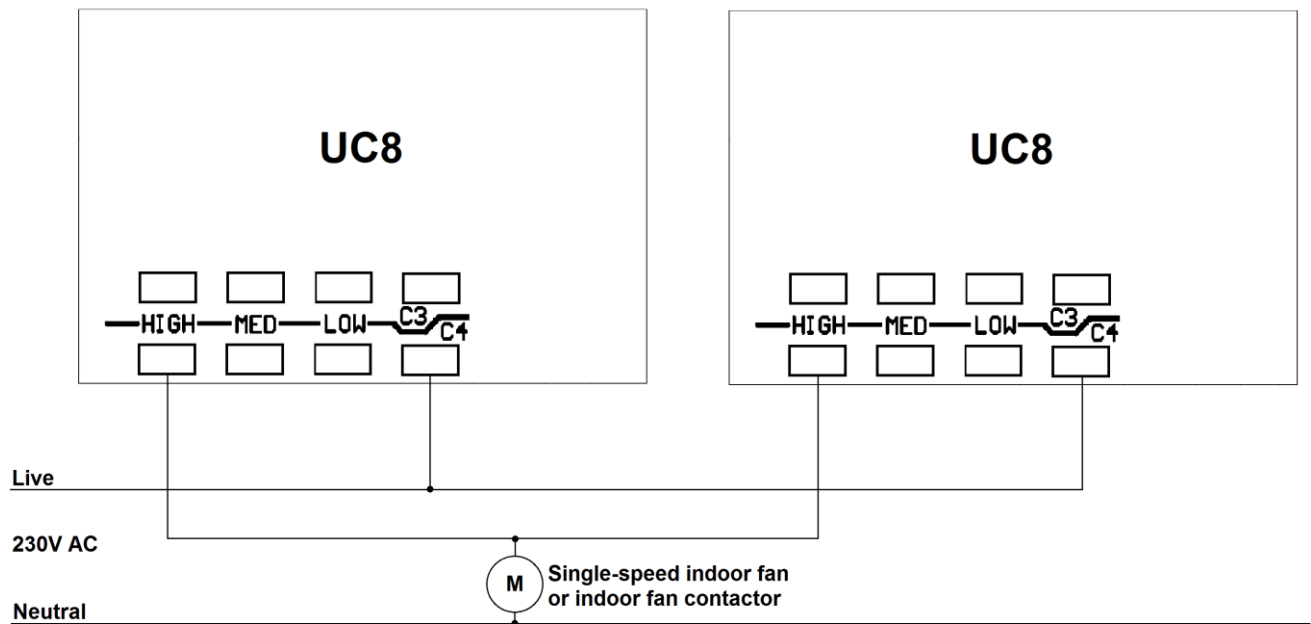 UC8
UC8
HIGH MED LOW C3 C4
HIGH MED LOW C3 C4
Live
230V AC
M
Single-speed indoor fan
or indoor fan contactor
Neutral